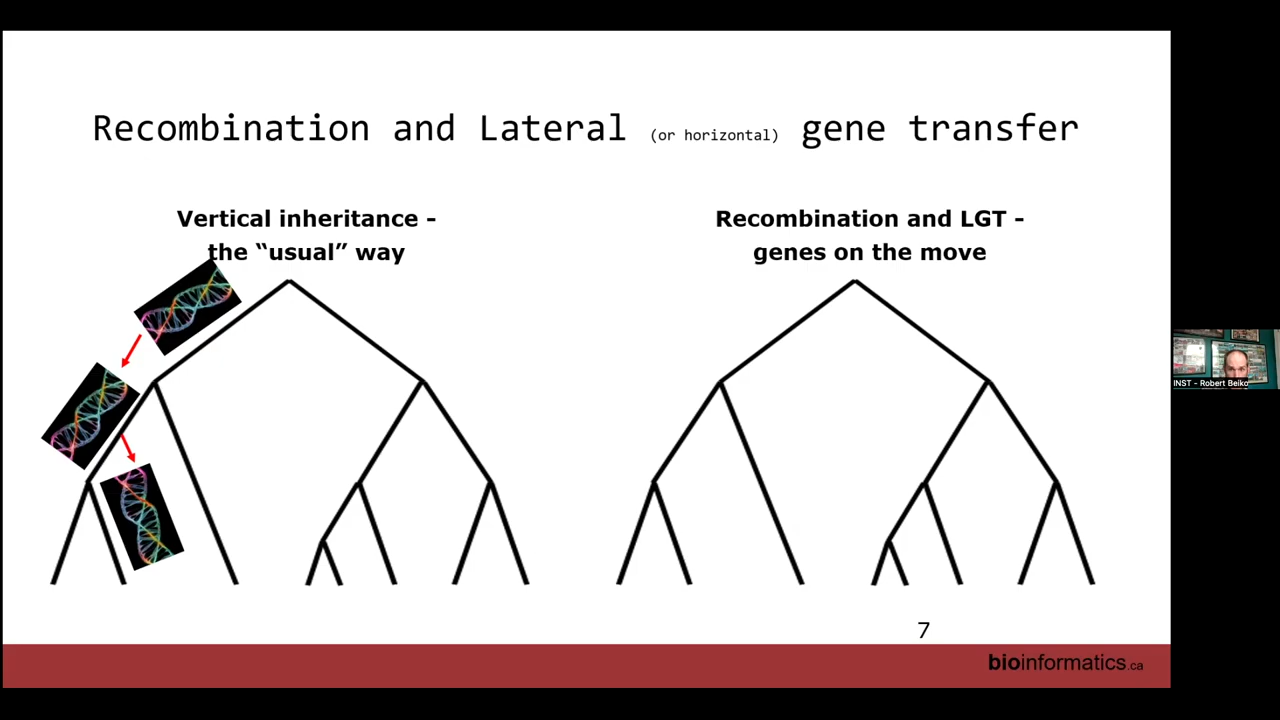 Recombination and Lateral (or horizontal) gene transfer
Vertical inheritance -
the “usual” way
Recombination and LGT -
genes on the move
INST - Robert Beiko
7
bioinformatics.ca